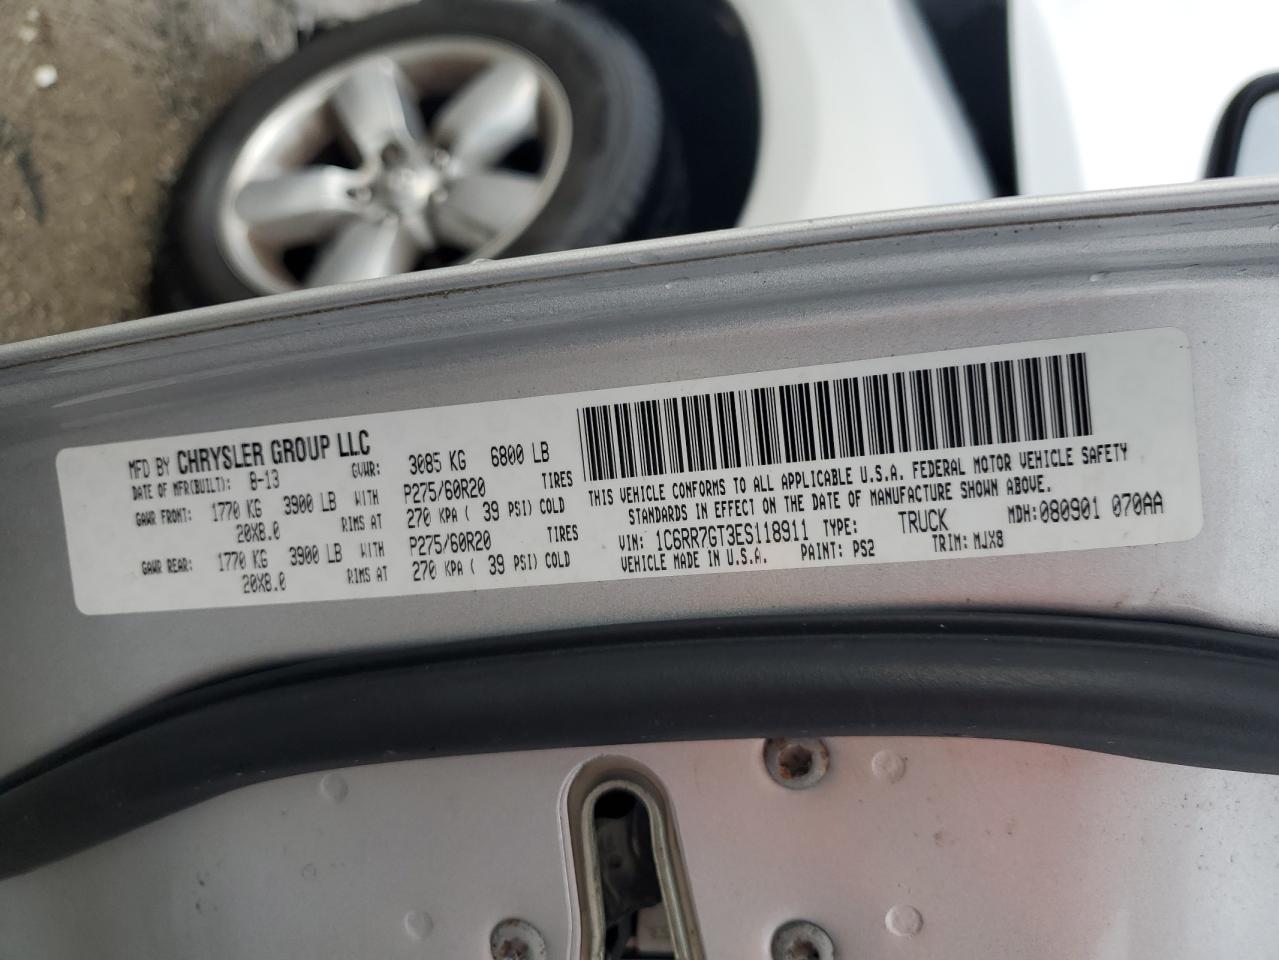 MFD BY CHRYSLER GROUP LLC
DATE OF MFR(BUILT): 8-13 GVWR: 3085 KG 6800 LB
GAWR FRONT: 1770 KG 3900 LB WITH P275/60R20 TIRES
20X8.0 RIMS AT 270 KPA ( 39 PSI) COLD
GAWR REAR: 1770 KG 3900 LB WITH P275/60R20 TIRES
20X8.0 RIMS AT 270 KPA ( 39 PSI) COLD
THIS VEHICLE CONFORMS TO ALL APPLICABLE U.S.A. FEDERAL MOTOR VEHICLE SAFETY
STANDARDS IN EFFECT ON THE DATE OF MANUFACTURE SHOWN ABOVE.
VIN: 1C6RR7GT3ES118911 TYPE: TRUCK MDH:080901 070AA
VEHICLE MADE IN U.S.A. PAINT: PS2 TRIM: MJX8